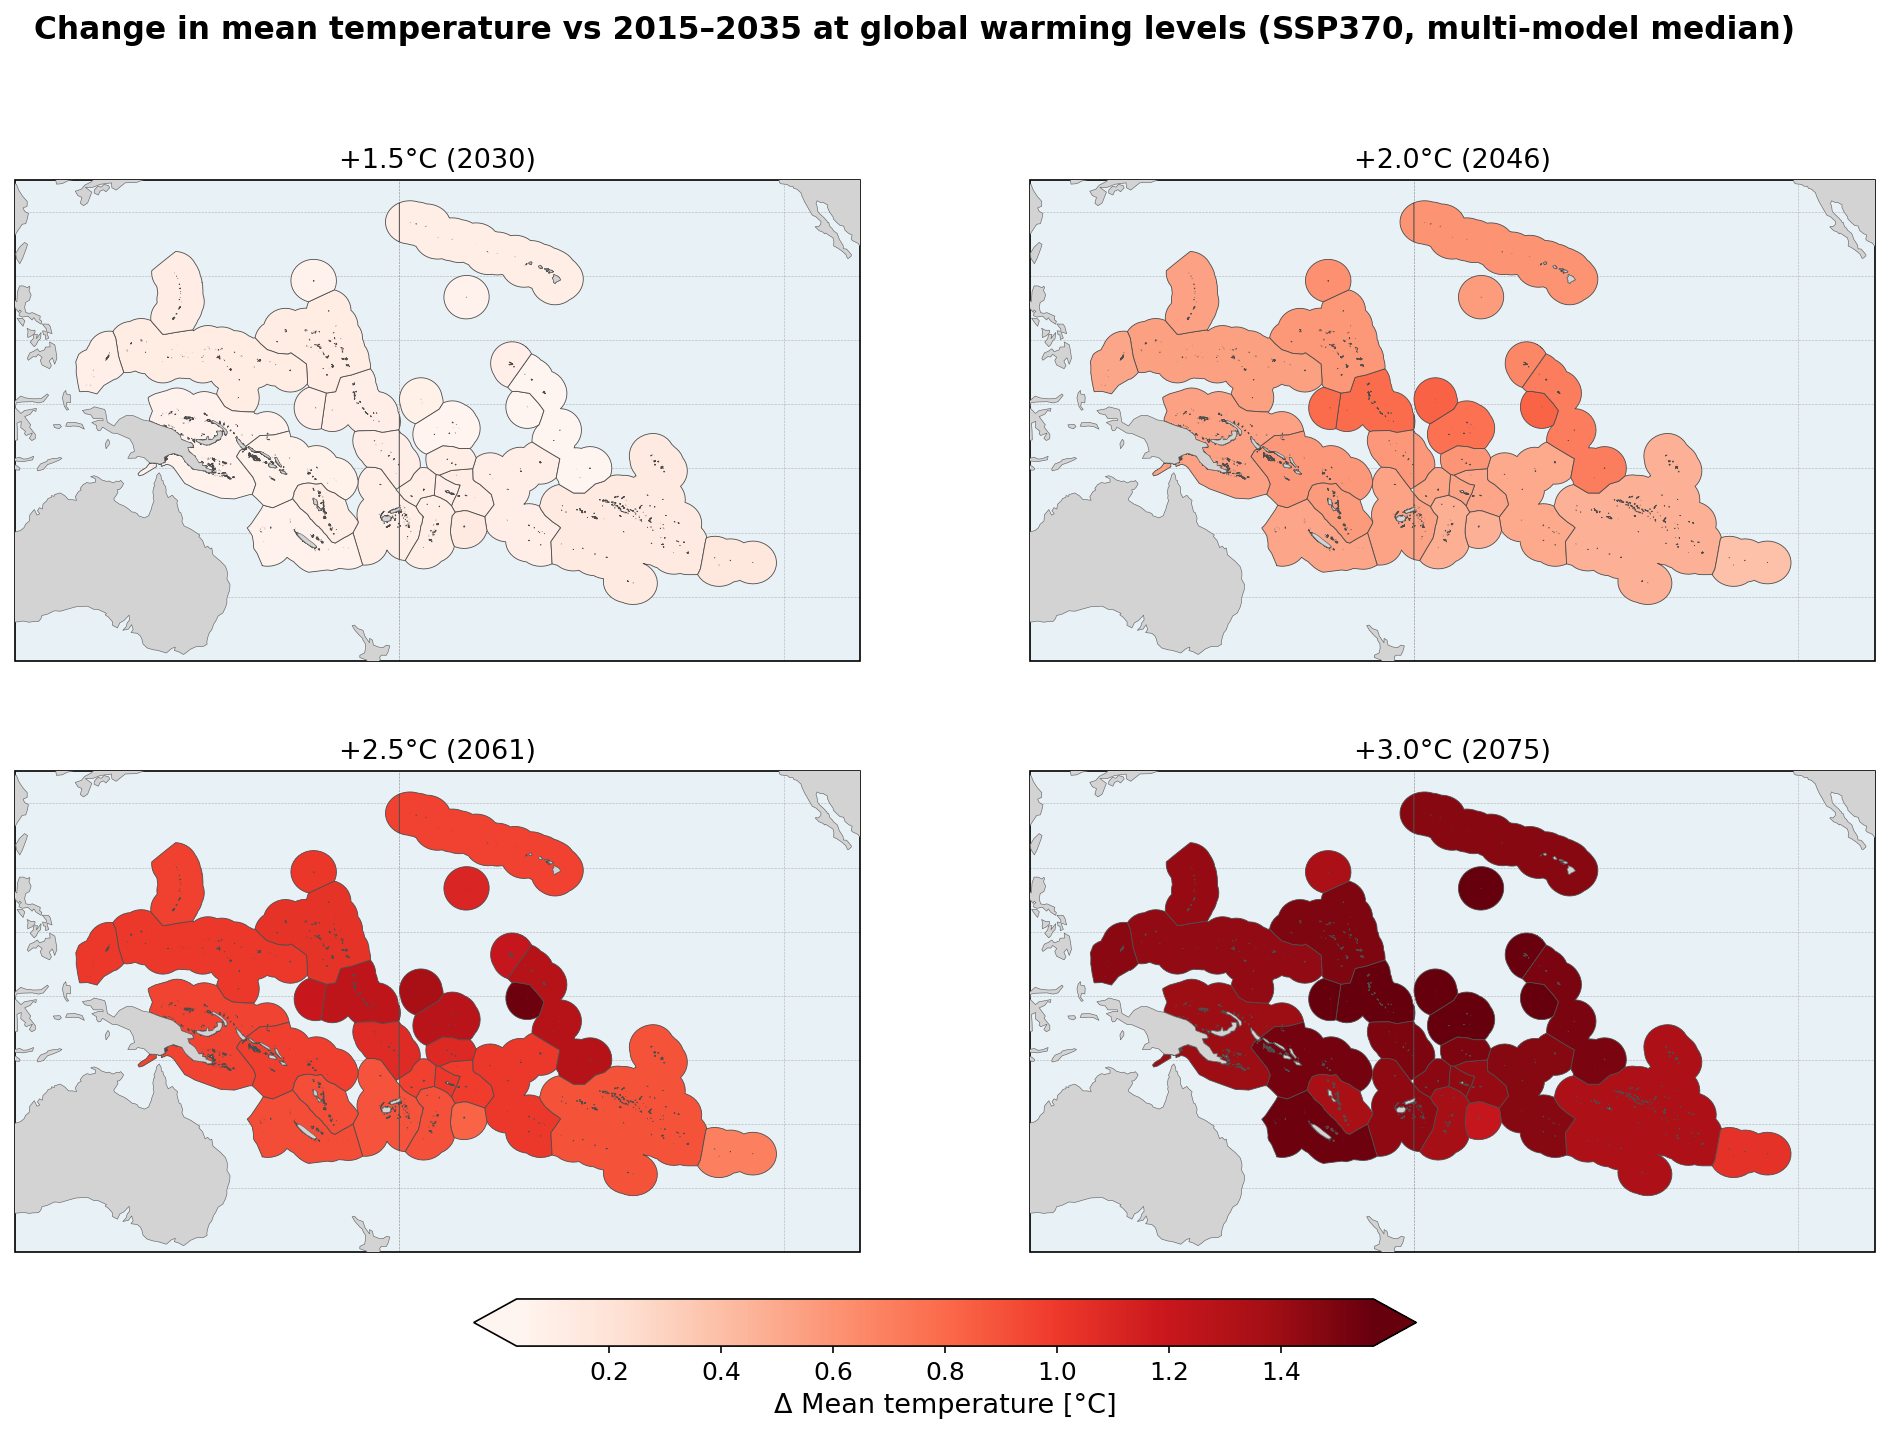 Change in mean temperature vs 2015–2035 at global warming levels (SSP370, multi-model median)
+1.5°C (2030)
+2.0°C (2046)
+2.5°C (2061)
+3.0°C (2075)
0.2 0.4 0.6 0.8 1.0 1.2 1.4
Δ Mean temperature [°C]